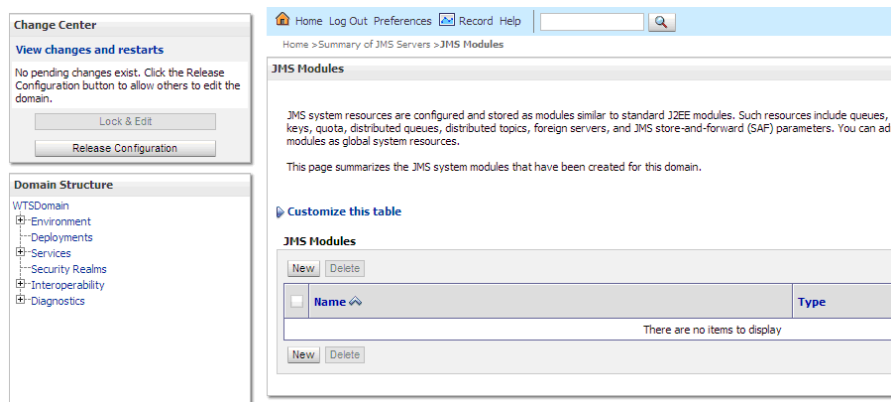 Change Center
View changes and restarts
No pending changes exist. Click the Release
Configuration button to allow others to edit the
domain.
Lock & Edit
Release Configuration
Domain Structure
WTSDomain
Environment
Deployments
Services
Security Realms
Interoperability
Diagnostics
Home Log Out Preferences Record Help
Home >Summary of JMS Servers >JMS Modules
JMS Modules
JMS system resources are configured and stored as modules similar to standard J2EE modules. Such resources include queues,
keys, quota, distributed queues, distributed topics, foreign servers, and JMS store-and-forward (SAF) parameters. You can ad
modules as global system resources.
This page summarizes the JMS system modules that have been created for this domain.
Customize this table
JMS Modules
New Delete
Name Type
There are no items to display
New Delete